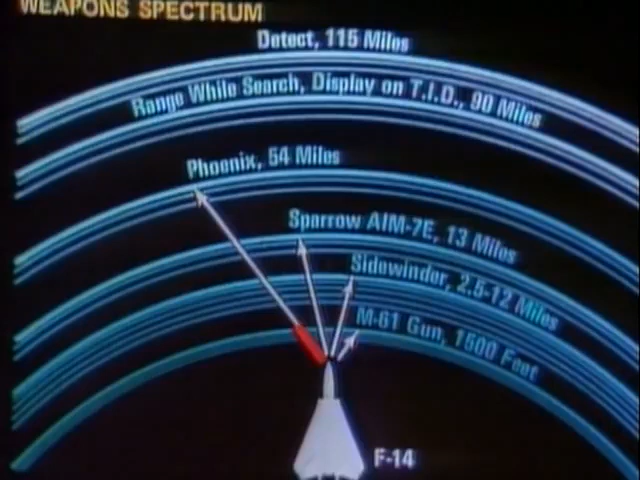 WEAPONS SPECTRUM
Detect, 115 Miles
Range While Search, Display on T.I.D., 90 Miles
Phoenix, 54 Miles
Sparrow AIM-7E, 13 Miles
Sidewinder, 2.5-12 Miles
M-61 Gun, 1500 Feet
F-14